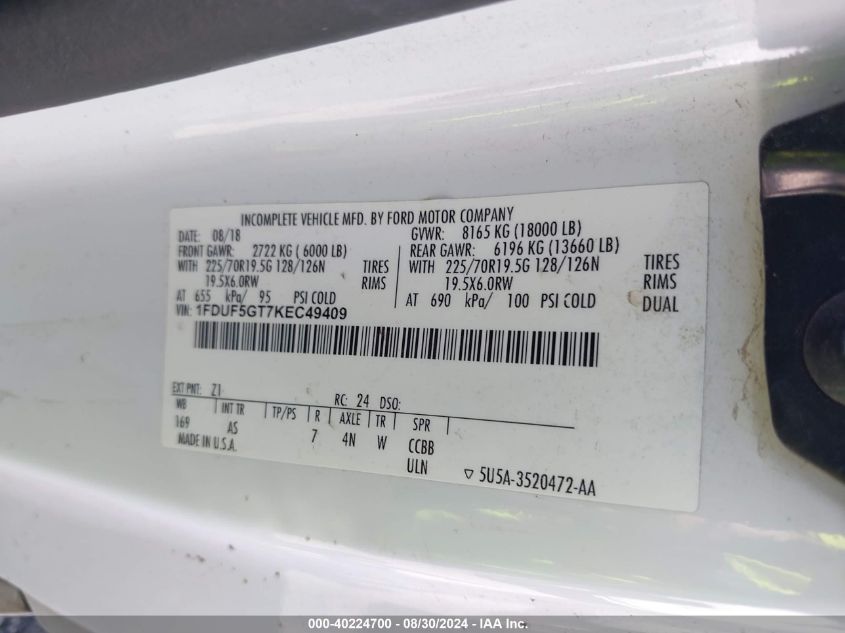 INCOMPLETE VEHICLE MFD. BY FORD MOTOR COMPANY
DATE: 08/18 GVWR: 8165 KG (18000 LB)
FRONT GAWR: 2722 KG ( 6000 LB) REAR GAWR: 6196 KG (13660 LB)
WITH 225/70R19.5G 128/126N TIRES WITH 225/70R19.5G 128/126N TIRES
19.5X6.0RW RIMS 19.5X6.0RW RIMS
AT 655 kPa/ 95 PSI COLD AT 690 kPa/ 100 PSI COLD DUAL
VIN: 1FDUF5GT7KEC49409
EXT PNT: Z1 RC: 24 DSO:
WB INT TR TP/PS R AXLE TR SPR
169 AS 7 4N W CCBB
MADE IN U.S.A. ULN ▽ 5U5A-3520472-AA
000-40224700 - 08/30/2024 - IAA Inc.